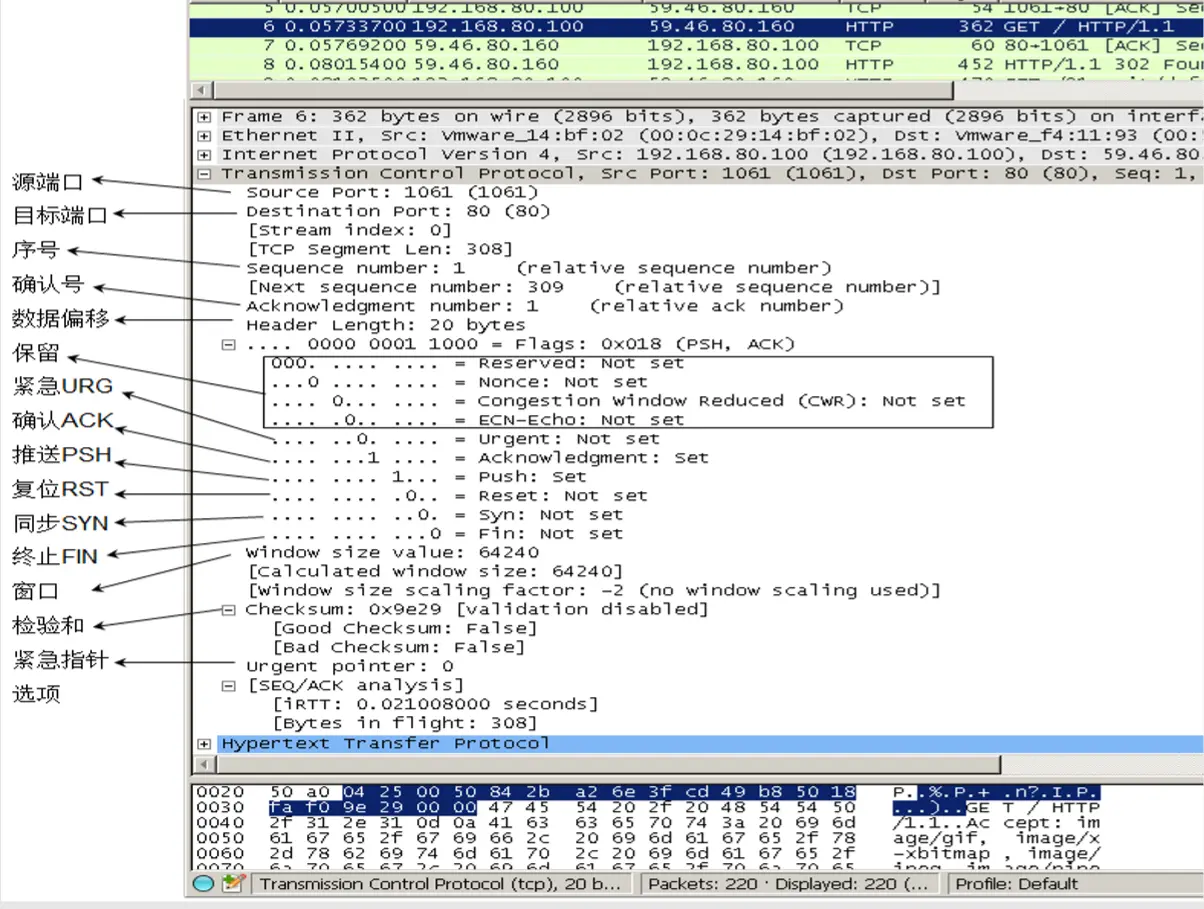 5 0.05700500 192.168.80.100 59.46.80.160 TCP 54 1061→80 [ACK] Se
6 0.05733700 192.168.80.100 59.46.80.160 HTTP 362 GET / HTTP/1.1
7 0.05769200 59.46.80.160 192.168.80.100 TCP 60 80→1061 [ACK] Se
8 0.08015400 59.46.80.160 192.168.80.100 HTTP 452 HTTP/1.1 302 Fou
Frame 6: 362 bytes on wire (2896 bits), 362 bytes captured (2896 bits) on interf
Ethernet II, Src: Vmware_14:bf:02 (00:0c:29:14:bf:02), Dst: Vmware_f4:11:93 (00:
Internet Protocol Version 4, Src: 192.168.80.100 (192.168.80.100), Dst: 59.46.80
Transmission Control Protocol, Src Port: 1061 (1061), Dst Port: 80 (80), Seq: 1,
源端口
Source Port: 1061 (1061)
目标端口
Destination Port: 80 (80)
[Stream index: 0]
[TCP Segment Len: 308]
序号
Sequence number: 1 (relative sequence number)
[Next sequence number: 309 (relative sequence number)]
确认号
Acknowledgment number: 1 (relative ack number)
数据偏移
Header Length: 20 bytes
.... 0000 0001 1000 = Flags: 0x018 (PSH, ACK)
保留
000. .... .... = Reserved: Not set
...0 .... .... = Nonce: Not set
.... 0... .... = Congestion Window Reduced (CWR): Not set
.... .0.. .... = ECN-Echo: Not set
紧急URG
.... ..0. .... = Urgent: Not set
确认ACK
.... ...1 .... = Acknowledgment: Set
推送PSH
.... .... 1... = Push: Set
复位RST
.... .... .0.. = Reset: Not set
同步SYN
.... .... ..0. = Syn: Not set
终止FIN
.... .... ...0 = Fin: Not set
窗口
Window size value: 64240
[Calculated window size: 64240]
[Window size scaling factor: -2 (no window scaling used)]
检验和
Checksum: 0x9e29 [validation disabled]
[Good Checksum: False]
[Bad Checksum: False]
紧急指针
Urgent pointer: 0
选项
[SEQ/ACK analysis]
[iRTT: 0.021008000 seconds]
[Bytes in flight: 308]
Hypertext Transfer Protocol
0020 50 a0 04 25 00 50 84 2b a2 6e 3f cd 49 b8 50 18 P..%.P.+ .n?.I.P.
0030 fa f0 9e 29 00 00 47 45 54 20 2f 20 48 54 54 50 ...)..GE T / HTTP
0040 2f 31 2e 31 0d 0a 41 63 63 65 70 74 3a 20 69 6d /1.1..Ac cept: im
0050 61 67 65 2f 67 69 66 2c 20 69 6d 61 67 65 2f 78 age/gif, image/x
0060 2d 78 62 69 74 6d 61 70 2c 20 69 6d 61 67 65 2f -xbitmap , image/
Transmission Control Protocol (tcp), 20 b... Packets: 220 · Displayed: 220 (... Profile: Default